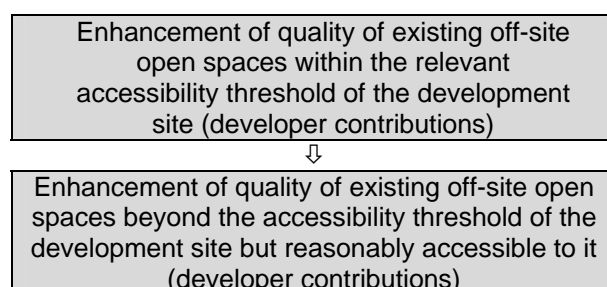 Enhancement of quality of existing off-site
open spaces within the relevant
accessibility threshold of the development
site (developer contributions)
⇩
Enhancement of quality of existing off-site open
spaces beyond the accessibility threshold of the
development site but reasonably accessible to it
(developer contributions)